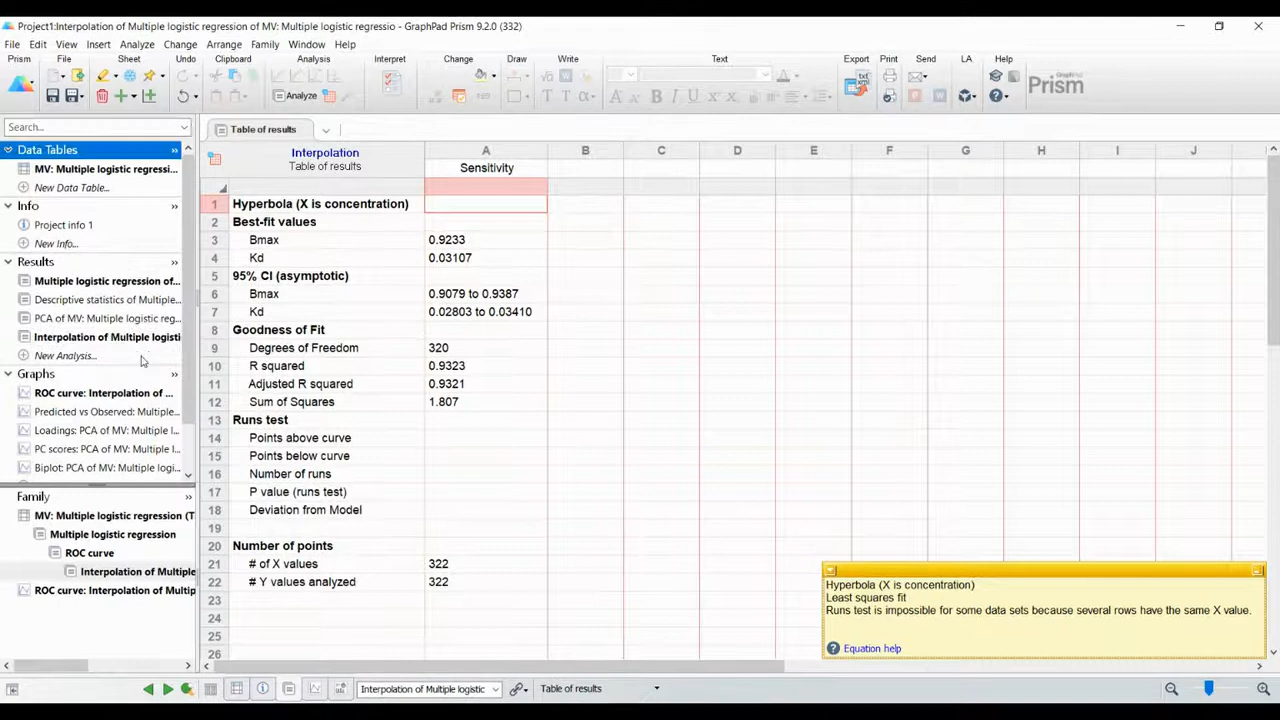 Project1:Interpolation of Multiple logistic regression of MV: Multiple logistic regressio - GraphPad Prism 9.2.0 (332)
File Edit View Insert Analyze Change Arrange Family Window Help
Prism File Sheet Undo Clipboard Analysis Interpret Change Draw Write Text Export Print Send LA Help
Analyze
Prism
Search...
Table of results
Data Tables
MV: Multiple logistic regressi...
New Data Table...
Info
Project info 1
New Info...
Results
Multiple logistic regression of...
Descriptive statistics of Multiple...
PCA of MV: Multiple logistic reg...
Interpolation of Multiple logisti
New Analysis...
Graphs
ROC curve: Interpolation of ...
Predicted vs Observed: Multiple...
Loadings: PCA of MV: Multiple l...
PC scores: PCA of MV: Multiple l...
Biplot: PCA of MV: Multiple logi...
Family
MV: Multiple logistic regression (T
Multiple logistic regression
ROC curve
Interpolation of Multiple
ROC curve: Interpolation of Multip
Interpolation
Table of results
A B C D E F G H I J
Sensitivity
1 Hyperbola (X is concentration)
2 Best-fit values
3 Bmax 0.9233
4 Kd 0.03107
5 95% CI (asymptotic)
6 Bmax 0.9079 to 0.9387
7 Kd 0.02803 to 0.03410
8 Goodness of Fit
9 Degrees of Freedom 320
10 R squared 0.9323
11 Adjusted R squared 0.9321
12 Sum of Squares 1.807
13 Runs test
14 Points above curve
15 Points below curve
16 Number of runs
17 P value (runs test)
18 Deviation from Model
19
20 Number of points
21 # of X values 322
22 # Y values analyzed 322
23
24
25
26
Hyperbola (X is concentration)
Least squares fit
Runs test is impossible for some data sets because several rows have the same X value.
Equation help
Interpolation of Multiple logistic
Table of results